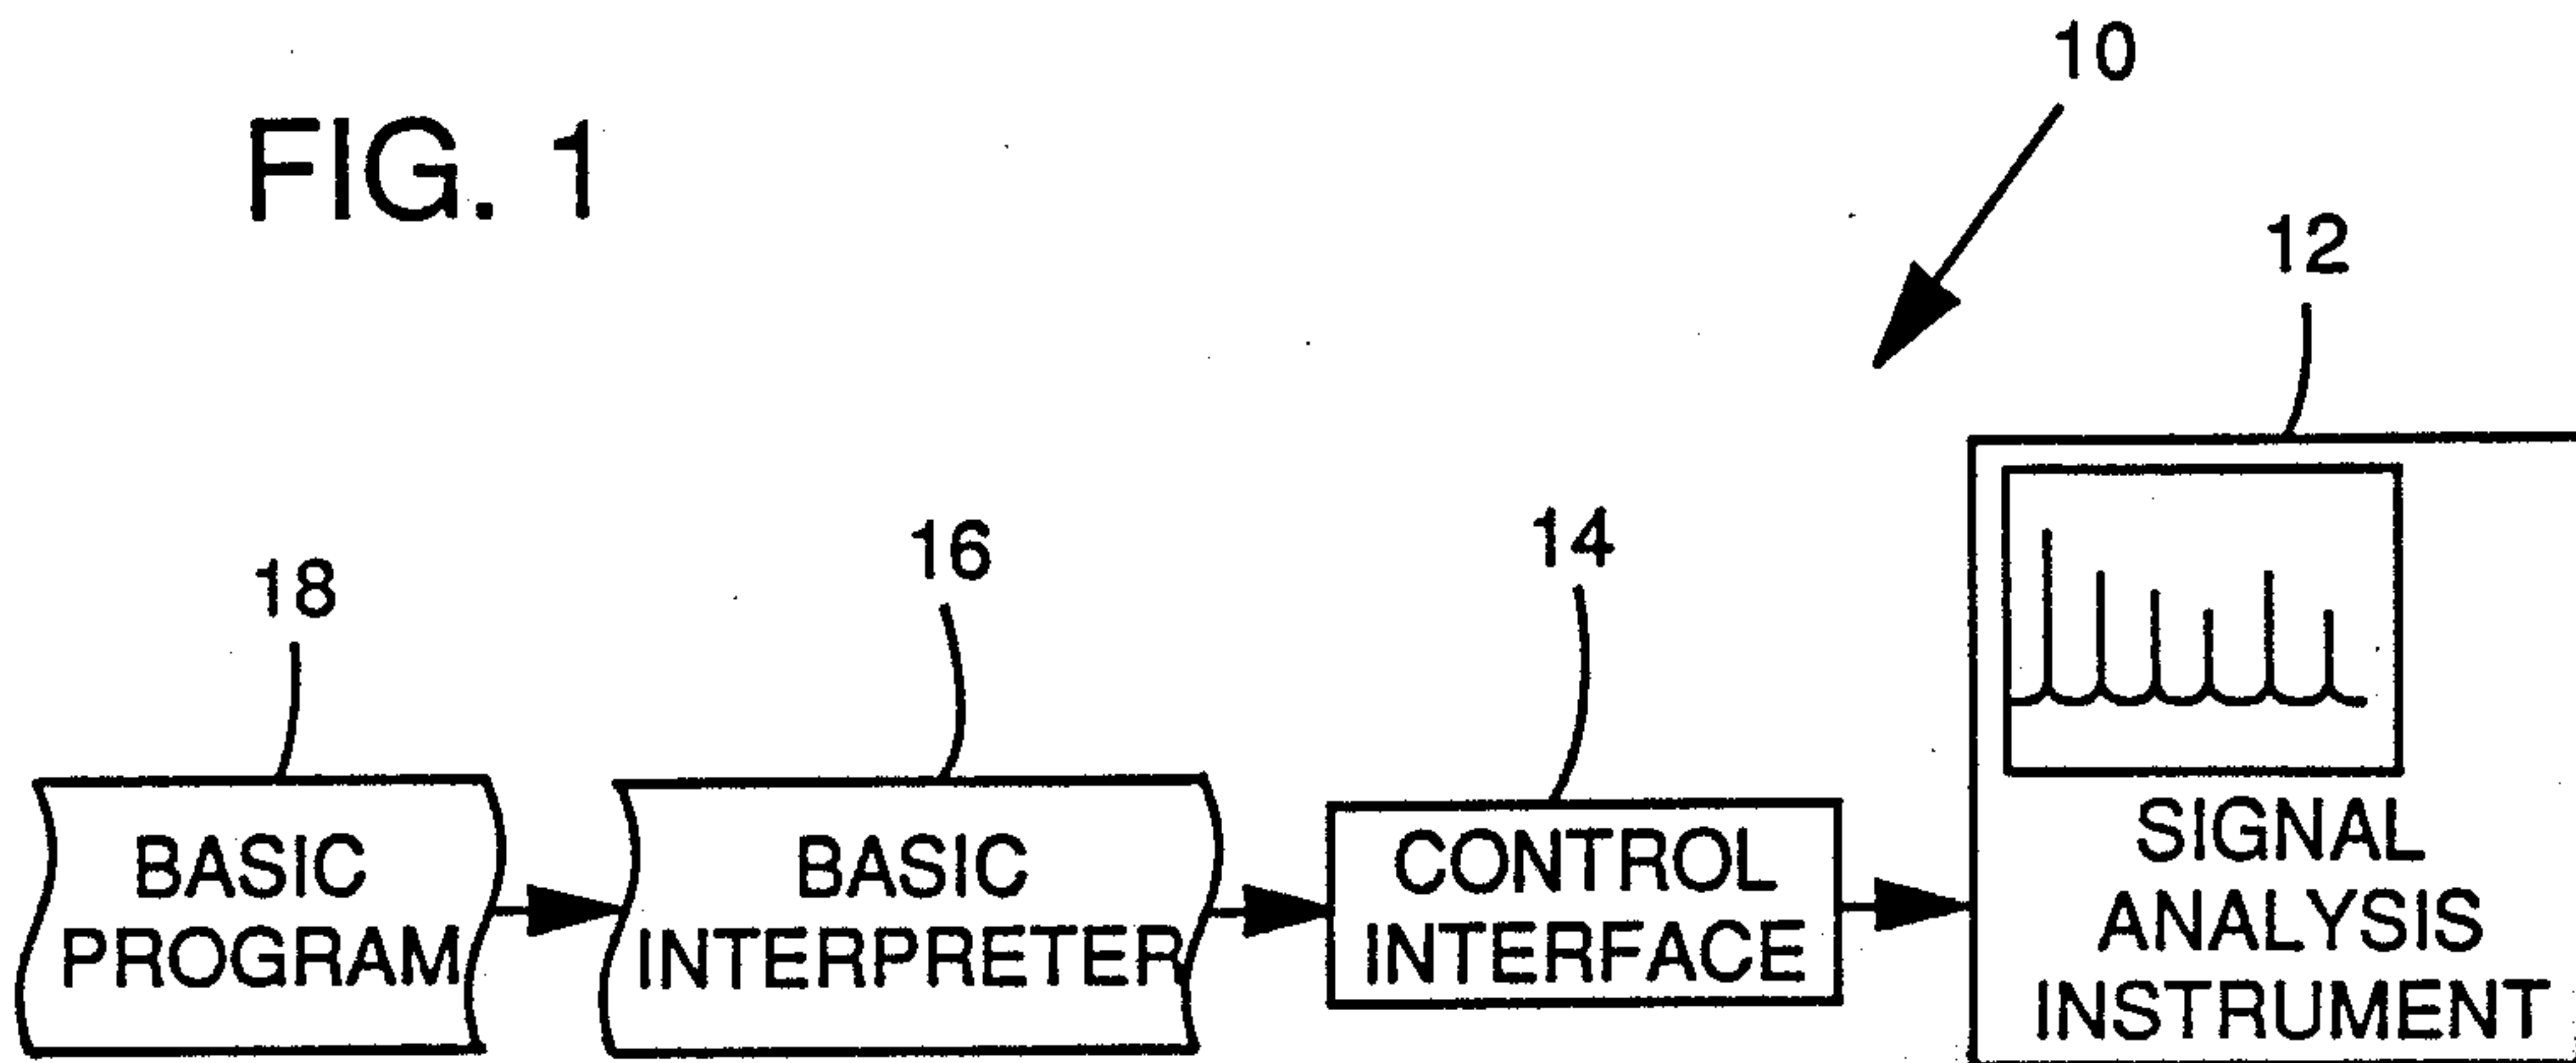 FIG. 1
10
12
14
16
18
BASIC
PROGRAM
BASIC
INTERPRETER
CONTROL
INTERFACE
SIGNAL
ANALYSIS
INSTRUMENT